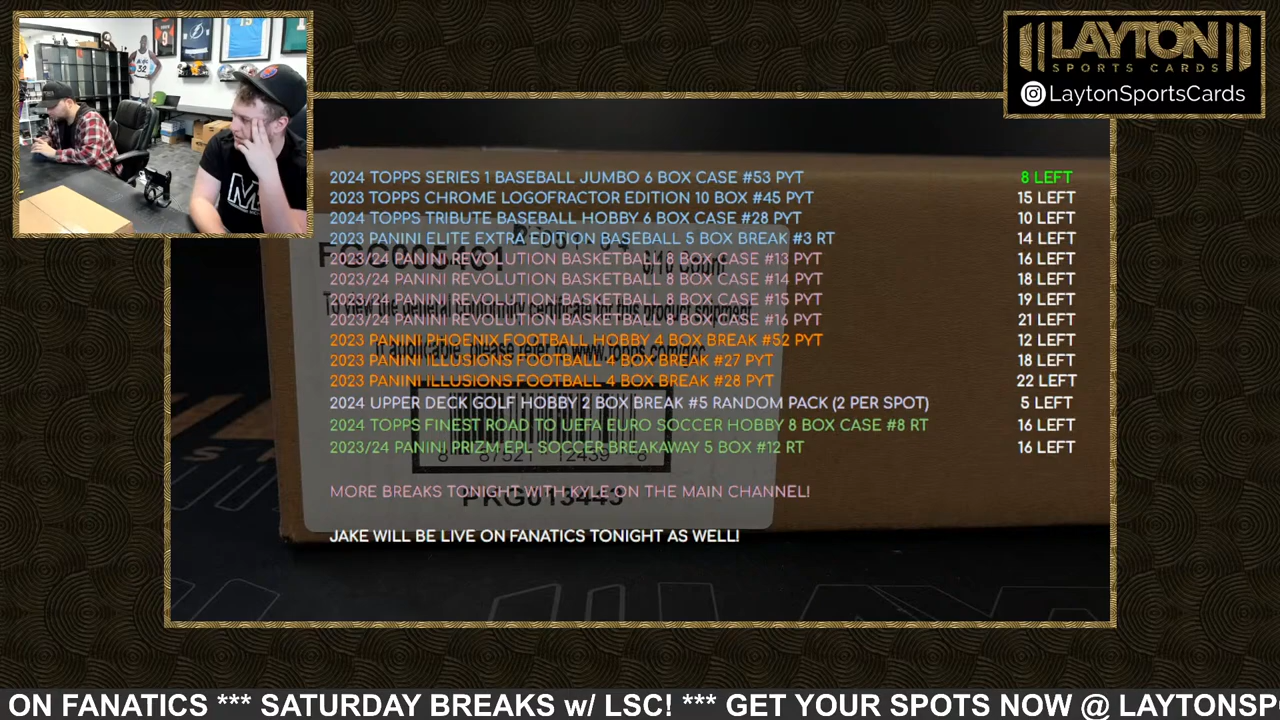 LAYTON
SPORTS CARDS
LaytonSportsCards
2024 TOPPS SERIES 1 BASEBALL JUMBO 6 BOX CASE #53 PYT 8 LEFT
2023 TOPPS CHROME LOGOFRACTOR EDITION 10 BOX #45 PYT 15 LEFT
2024 TOPPS TRIBUTE BASEBALL HOBBY 6 BOX CASE #28 PYT 10 LEFT
2023 PANINI ELITE EXTRA EDITION BASEBALL 5 BOX BREAK #3 RT 14 LEFT
2023/24 PANINI REVOLUTION BASKETBALL 8 BOX CASE #13 PYT 16 LEFT
2023/24 PANINI REVOLUTION BASKETBALL 8 BOX CASE #14 PYT 18 LEFT
2023/24 PANINI REVOLUTION BASKETBALL 8 BOX CASE #15 PYT 19 LEFT
2023/24 PANINI REVOLUTION BASKETBALL 8 BOX CASE #16 PYT 21 LEFT
2023 PANINI PHOENIX FOOTBALL HOBBY 4 BOX BREAK #52 PYT 12 LEFT
2023 PANINI ILLUSIONS FOOTBALL 4 BOX BREAK #27 PYT 18 LEFT
2023 PANINI ILLUSIONS FOOTBALL 4 BOX BREAK #28 PYT 22 LEFT
2024 UPPER DECK GOLF HOBBY 2 BOX BREAK #5 RANDOM PACK (2 PER SPOT) 5 LEFT
2024 TOPPS FINEST ROAD TO UEFA EURO SOCCER HOBBY 8 BOX CASE #8 RT 16 LEFT
2023/24 PANINI PRIZM EPL SOCCER BREAKAWAY 5 BOX #12 RT 16 LEFT
MORE BREAKS TONIGHT WITH KYLE ON THE MAIN CHANNEL!
PKG013443
JAKE WILL BE LIVE ON FANATICS TONIGHT AS WELL!
ON FANATICS *** SATURDAY BREAKS w/ LSC! *** GET YOUR SPOTS NOW @ LAYTONSP